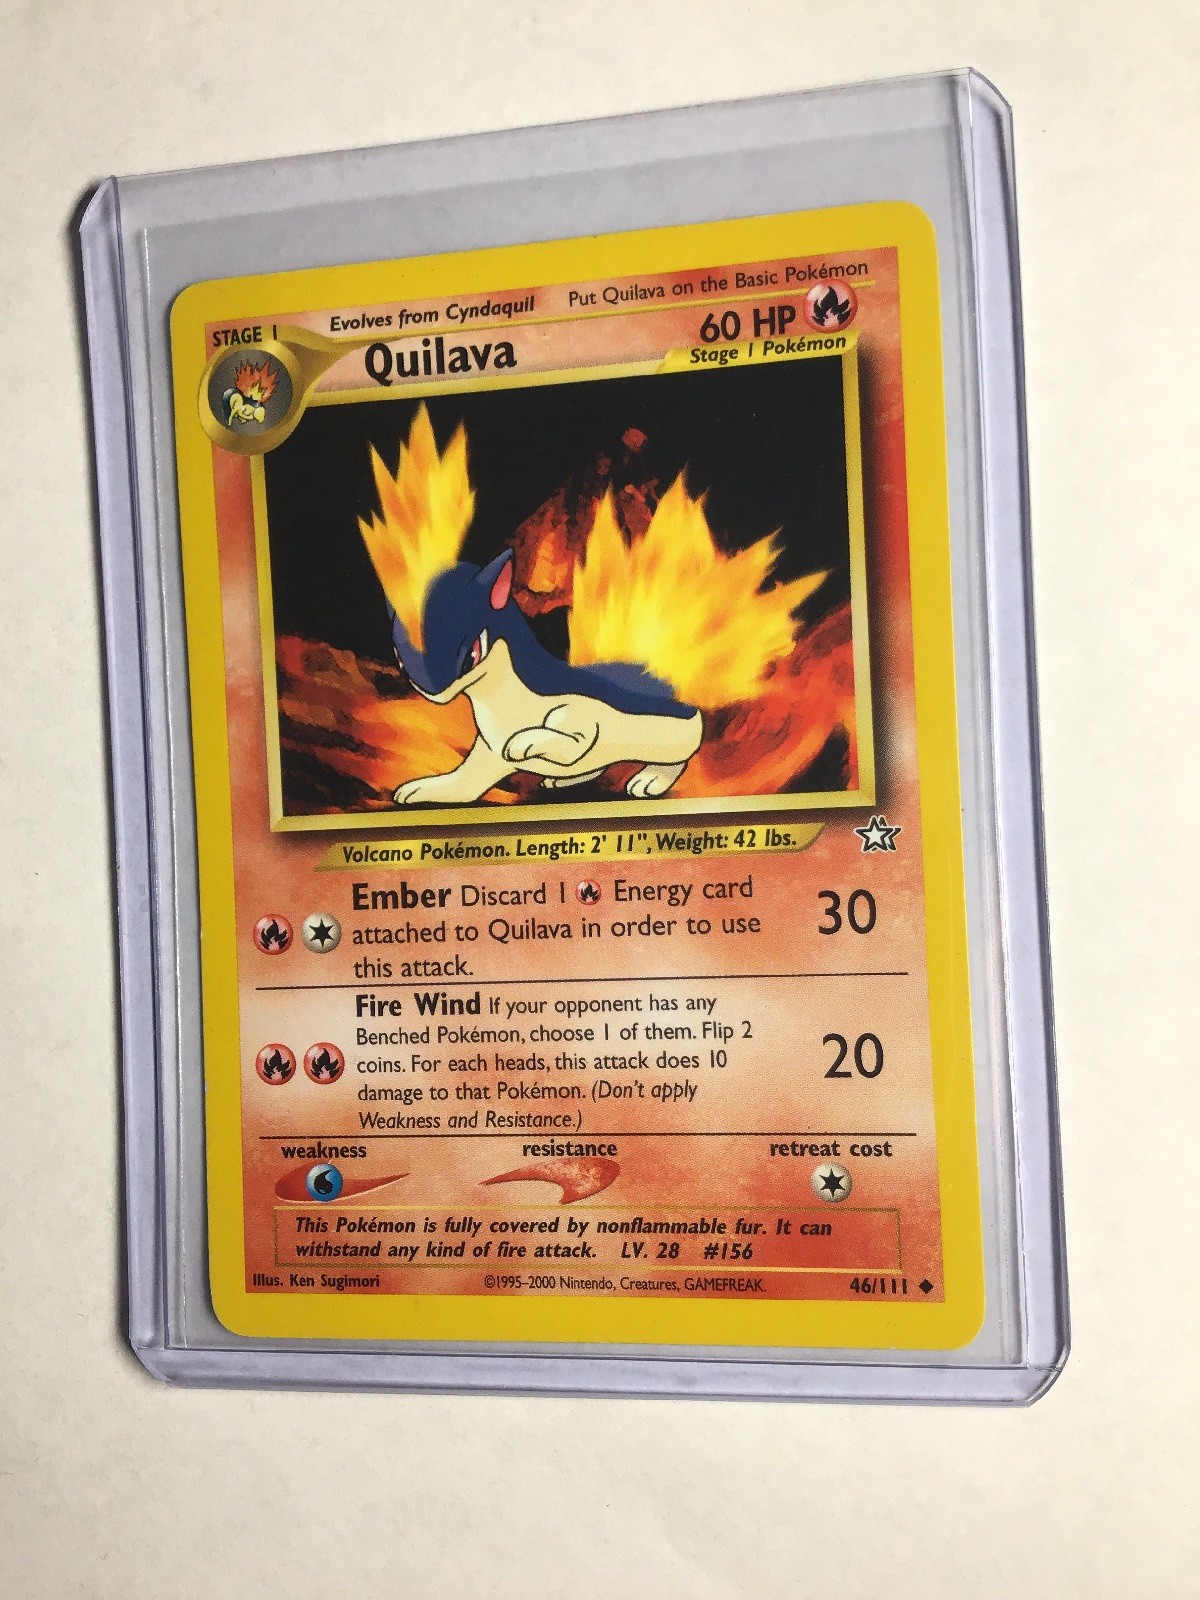 STAGE 1
Evolves from Cyndaquil
Put Quilava on the Basic Pokémon
Quilava
60 HP
Stage 1 Pokémon
Volcano Pokémon. Length: 2' 11", Weight: 42 lbs.
Ember Discard 1 Energy card
attached to Quilava in order to use
this attack.
30
Fire Wind If your opponent has any
Benched Pokémon, choose 1 of them. Flip 2
coins. For each heads, this attack does 10
damage to that Pokémon. (Don't apply
Weakness and Resistance.)
20
weakness
resistance
retreat cost
This Pokémon is fully covered by nonflammable fur. It can
withstand any kind of fire attack. LV. 28 #156
Illus. Ken Sugimori
©1995-2000 Nintendo, Creatures, GAMEFREAK.
46/111